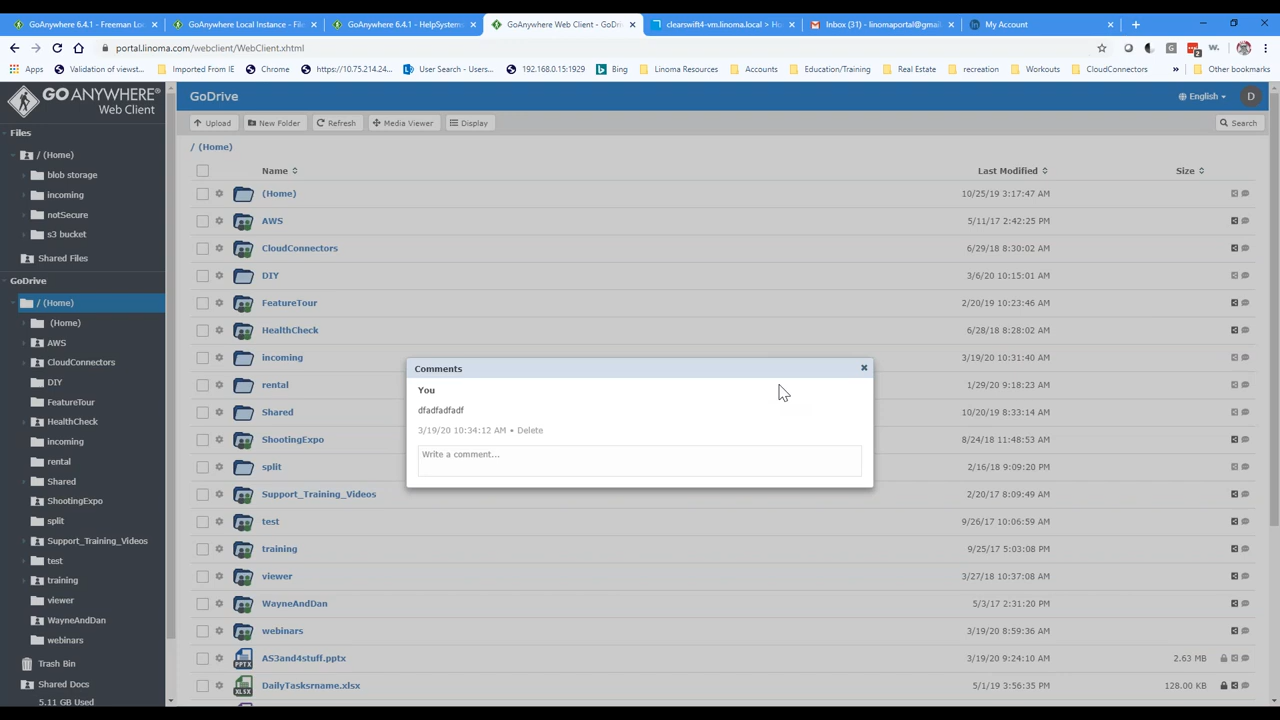 GoAnywhere 6.4.1 - Freeman Lo...
GoAnywhere Local Instance - File
GoAnywhere 6.4.1 - HelpSystems
GoAnywhere Web Client - GoDriv
clearswift4-vm.linoma.local > Ho
Inbox (31) - linomaportal@gmail.
My Account
portal.linoma.com/webclient/WebClient.xhtml
Apps
Validation of viewst...
Imported From IE
Chrome
https://10.75.214.24...
User Search - Users...
192.168.0.15:1929
Bing
Linoma Resources
Accounts
Education/Training
Real Estate
recreation
Workouts
CloudConnectors
»
Other bookmarks
GOANYWHERE®
Web Client
Files
/ (Home)
blob storage
incoming
notSecure
s3 bucket
Shared Files
GoDrive
/ (Home)
(Home)
AWS
CloudConnectors
DIY
FeatureTour
HealthCheck
incoming
rental
Shared
ShootingExpo
split
Support_Training_Videos
test
training
viewer
WayneAndDan
webinars
Trash Bin
Shared Docs
5.11 GB Used
GoDrive
English
D
Upload
New Folder
Refresh
Media Viewer
Display
Search
/ (Home)
Name Last Modified Size
(Home) 10/25/19 3:17:47 AM
AWS 5/11/17 2:42:25 PM
CloudConnectors 6/29/18 8:30:02 AM
DIY 3/6/20 10:15:01 AM
FeatureTour 2/20/19 10:23:46 AM
HealthCheck 6/28/18 8:28:02 AM
incoming 3/19/20 10:31:40 AM
rental 1/29/20 9:18:23 AM
Shared 10/20/19 8:33:14 AM
ShootingExpo 8/24/18 11:48:53 AM
split 2/16/18 9:09:20 PM
Support_Training_Videos 2/20/17 8:09:49 AM
test 9/26/17 10:06:59 AM
training 9/25/17 5:03:08 PM
viewer 3/27/18 10:37:08 AM
WayneAndDan 5/3/17 2:31:20 PM
webinars 3/19/20 8:59:36 AM
AS3and4stuff.pptx 3/19/20 9:24:10 AM 2.63 MB
DailyTasksrname.xlsx 5/1/19 3:56:35 PM 128.00 KB
PPTX
XLSX
Comments
You
dfadfadfadf
3/19/20 10:34:12 AM • Delete
Write a comment...